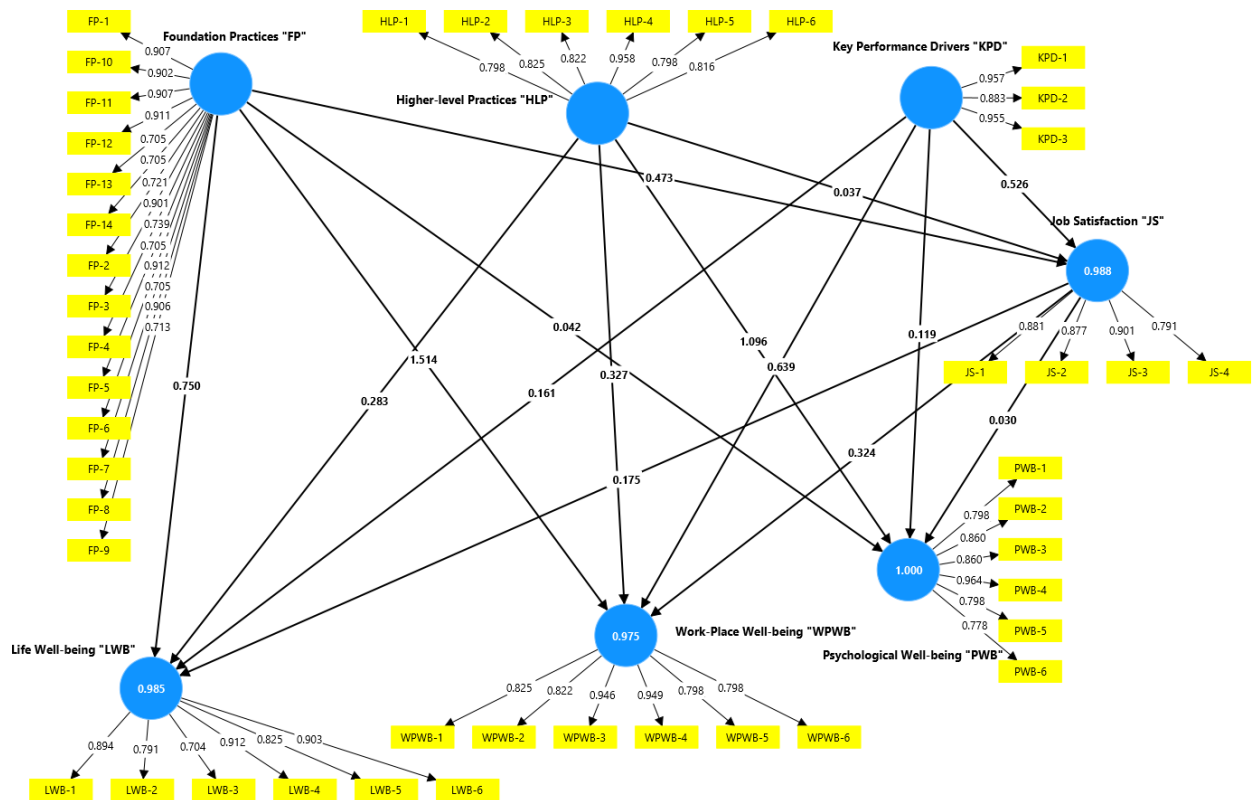 FP-1
Foundation Practices "FP"
HLP-1
HLP-2
HLP-3
HLP-4
HLP-5
HLP-6
Key Performance Drivers "KPD"
KPD-1
KPD-2
KPD-3
0.957
0.883
0.955
0.798
0.825
0.822
0.958
0.798
0.816
Higher-level Practices "HLP"
FP-10
FP-11
FP-12
FP-13
FP-14
FP-2
FP-3
FP-4
FP-5
FP-6
FP-7
FP-8
FP-9
0.907
0.902
0.907
0.911
0.705
0.705
0.721
0.901
0.739
0.705
0.912
0.705
0.906
0.713
0.473
1.096
0.037
0.526
Job Satisfaction "JS"
0.988
0.881
0.877
0.901
0.791
JS-1
JS-2
JS-3
JS-4
0.042
0.119
0.750
1.514
0.327
0.639
0.283
0.161
0.030
0.324
0.175
PWB-1
PWB-2
PWB-3
PWB-4
PWB-5
PWB-6
0.798
0.860
0.860
0.964
0.798
0.778
1.000
Psychological Well-being "PWB"
0.975
Work-Place Well-being "WPWB"
0.825
0.822
0.946
0.949
0.798
0.798
WPWB-1
WPWB-2
WPWB-3
WPWB-4
WPWB-5
WPWB-6
Life Well-being "LWB"
0.985
0.894
0.791
0.704
0.912
0.825
0.903
LWB-1
LWB-2
LWB-3
LWB-4
LWB-5
LWB-6